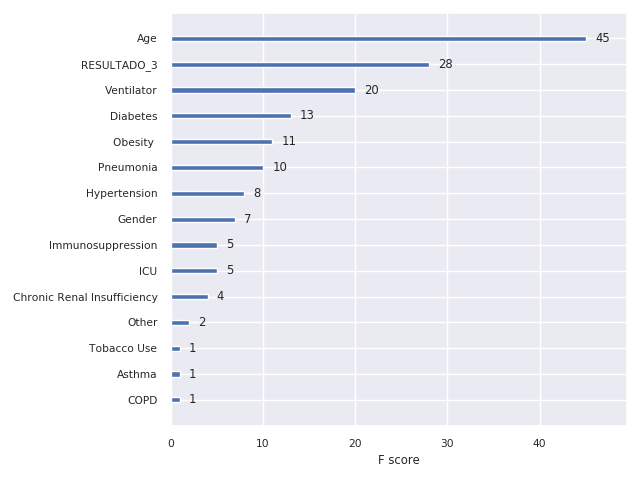 Age 45
RESULTADO_3 28
Ventilator 20
Diabetes 13
Obesity 11
Pneumonia 10
Hypertension 8
Gender 7
Immunosuppression 5
ICU 5
Chronic Renal Insufficiency 4
Other 2
Tobacco Use 1
Asthma 1
COPD 1
0 10 20 30 40
F score